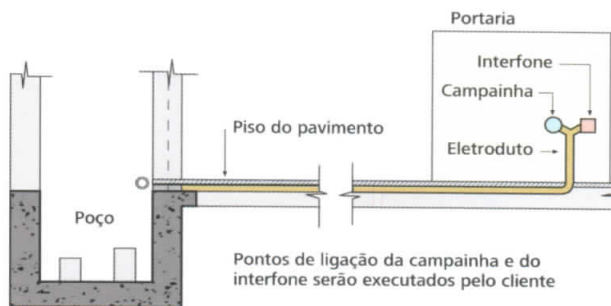 Portaria
Interfone
Campainha
Piso do pavimento
Eletroduto
Poço
Pontos de ligação da campainha e do
interfone serão executados pelo cliente